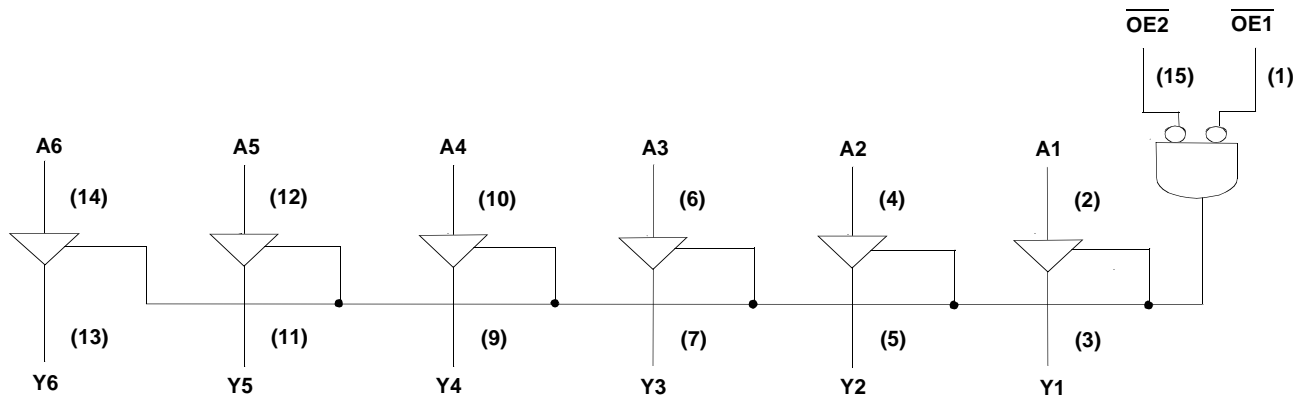 OE2 OE1
(15) (1)
A6 A5 A4 A3 A2 A1
(14) (12) (10) (6) (4) (2)
(13) (11) (9) (7) (5) (3)
Y6 Y5 Y4 Y3 Y2 Y1